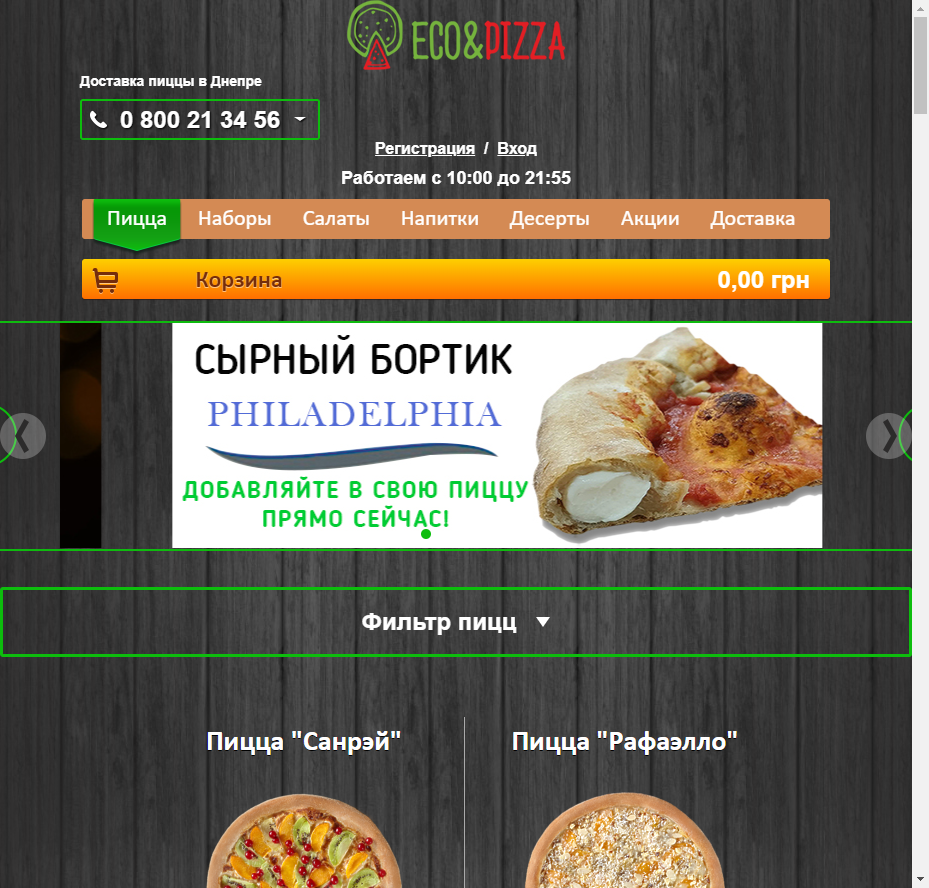 ECO&PIZZA
Доставка пиццы в Днепре
0 800 21 34 56
Регистрация / Вход
Работаем с 10:00 до 21:55
Пицца Наборы Салаты Напитки Десерты Акции Доставка
Корзина 0,00 грн
СЫРНЫЙ БОРТИК
PHILADELPHIA
ДОБАВЛЯЙТЕ В СВОЮ ПИЦЦУ
ПРЯМО СЕЙЧАС!
Фильтр пицц
Пицца "Санрэй" Пицца "Рафаэлло"